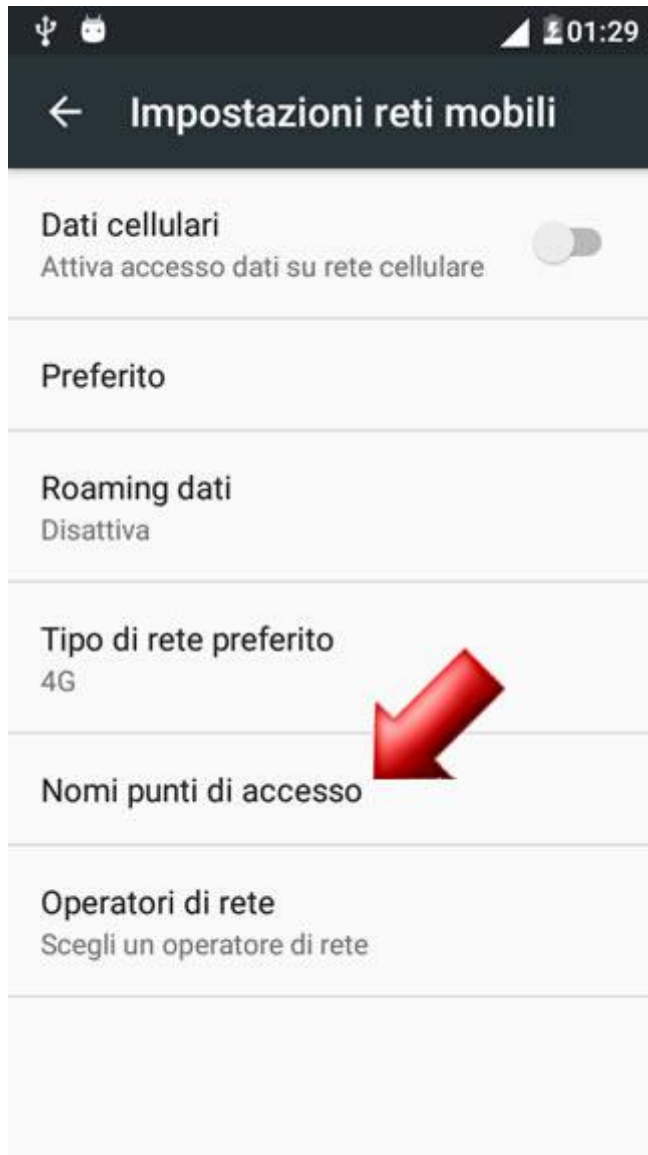 01:29
Impostazioni reti mobili
Dati cellulari
Attiva accesso dati su rete cellulare
Preferito
Roaming dati
Disattiva
Tipo di rete preferito
4G
Nomi punti di accesso
Operatori di rete
Scegli un operatore di rete